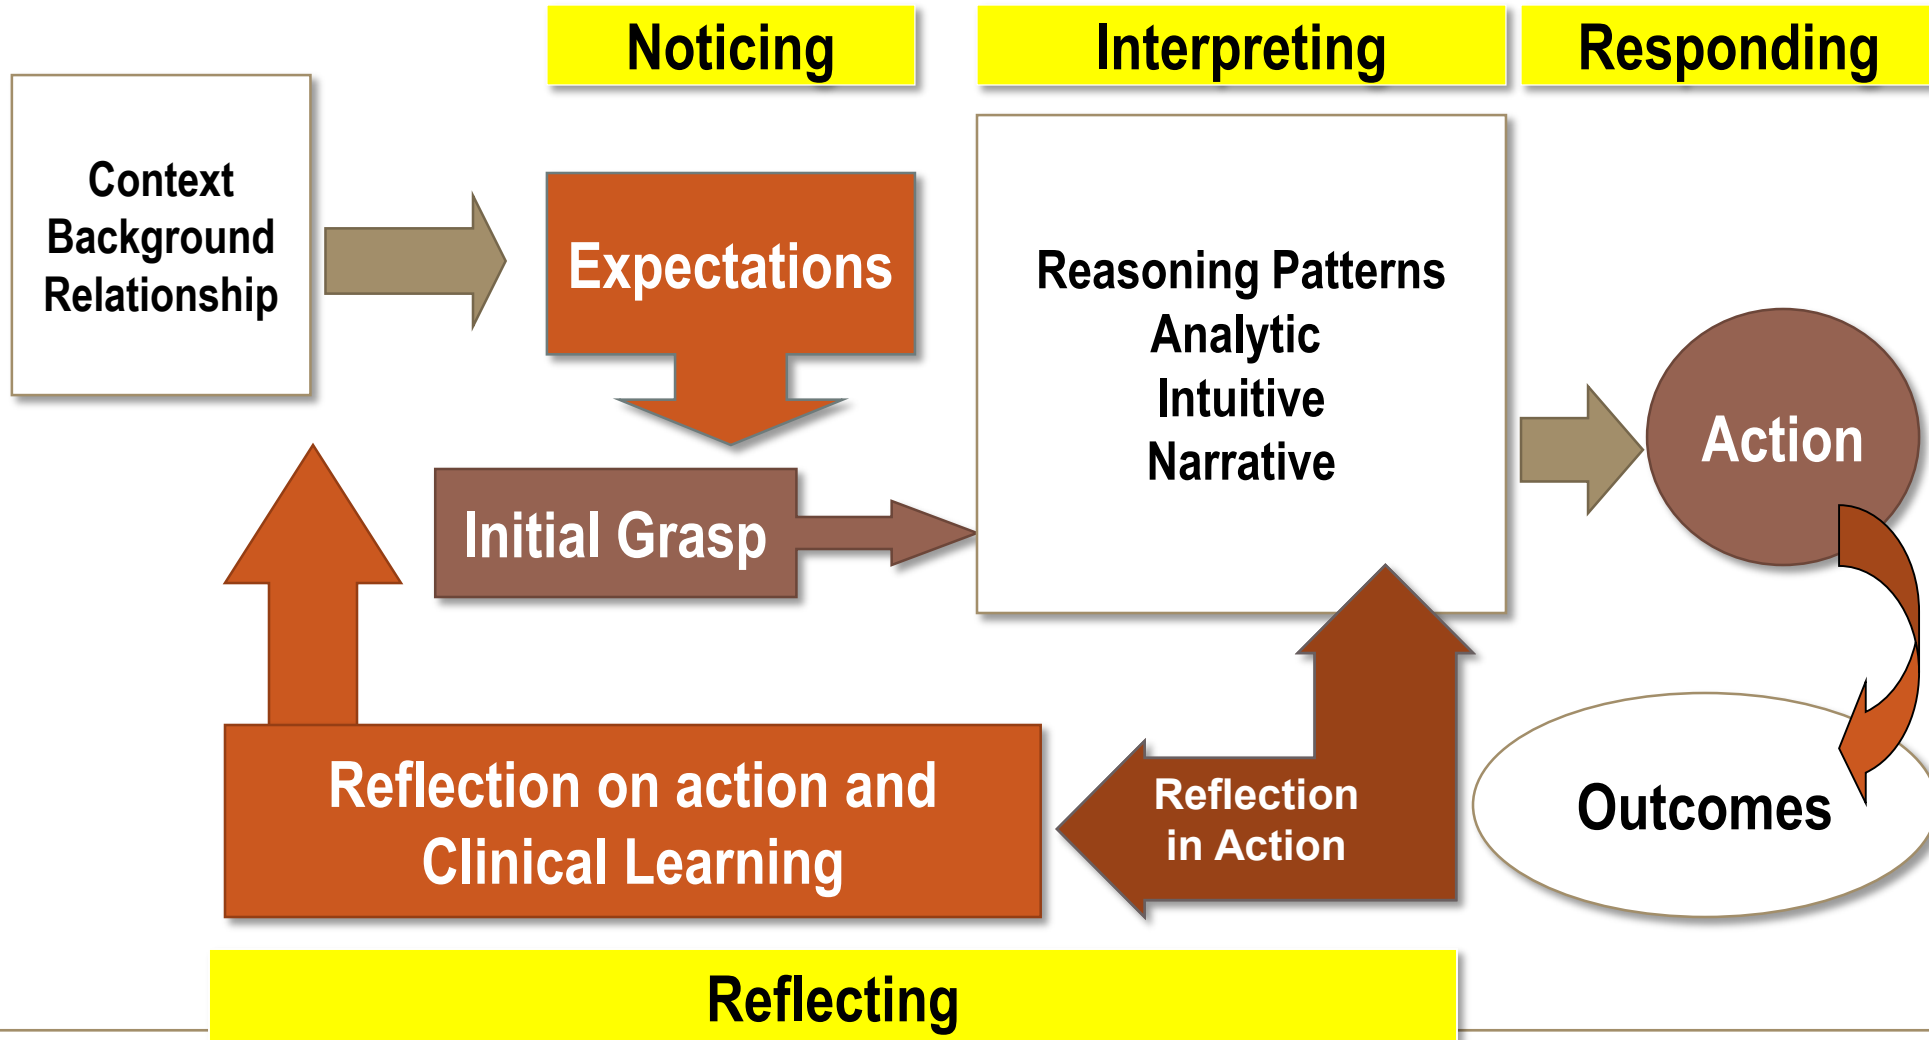 Noticing
Interpreting
Responding
Context
Background
Relationship
Expectations
Reasoning Patterns
Analytic
Intuitive
Narrative
Action
Initial Grasp
Reflection on action and
Clinical Learning
Reflection
in Action
Outcomes
Reflecting